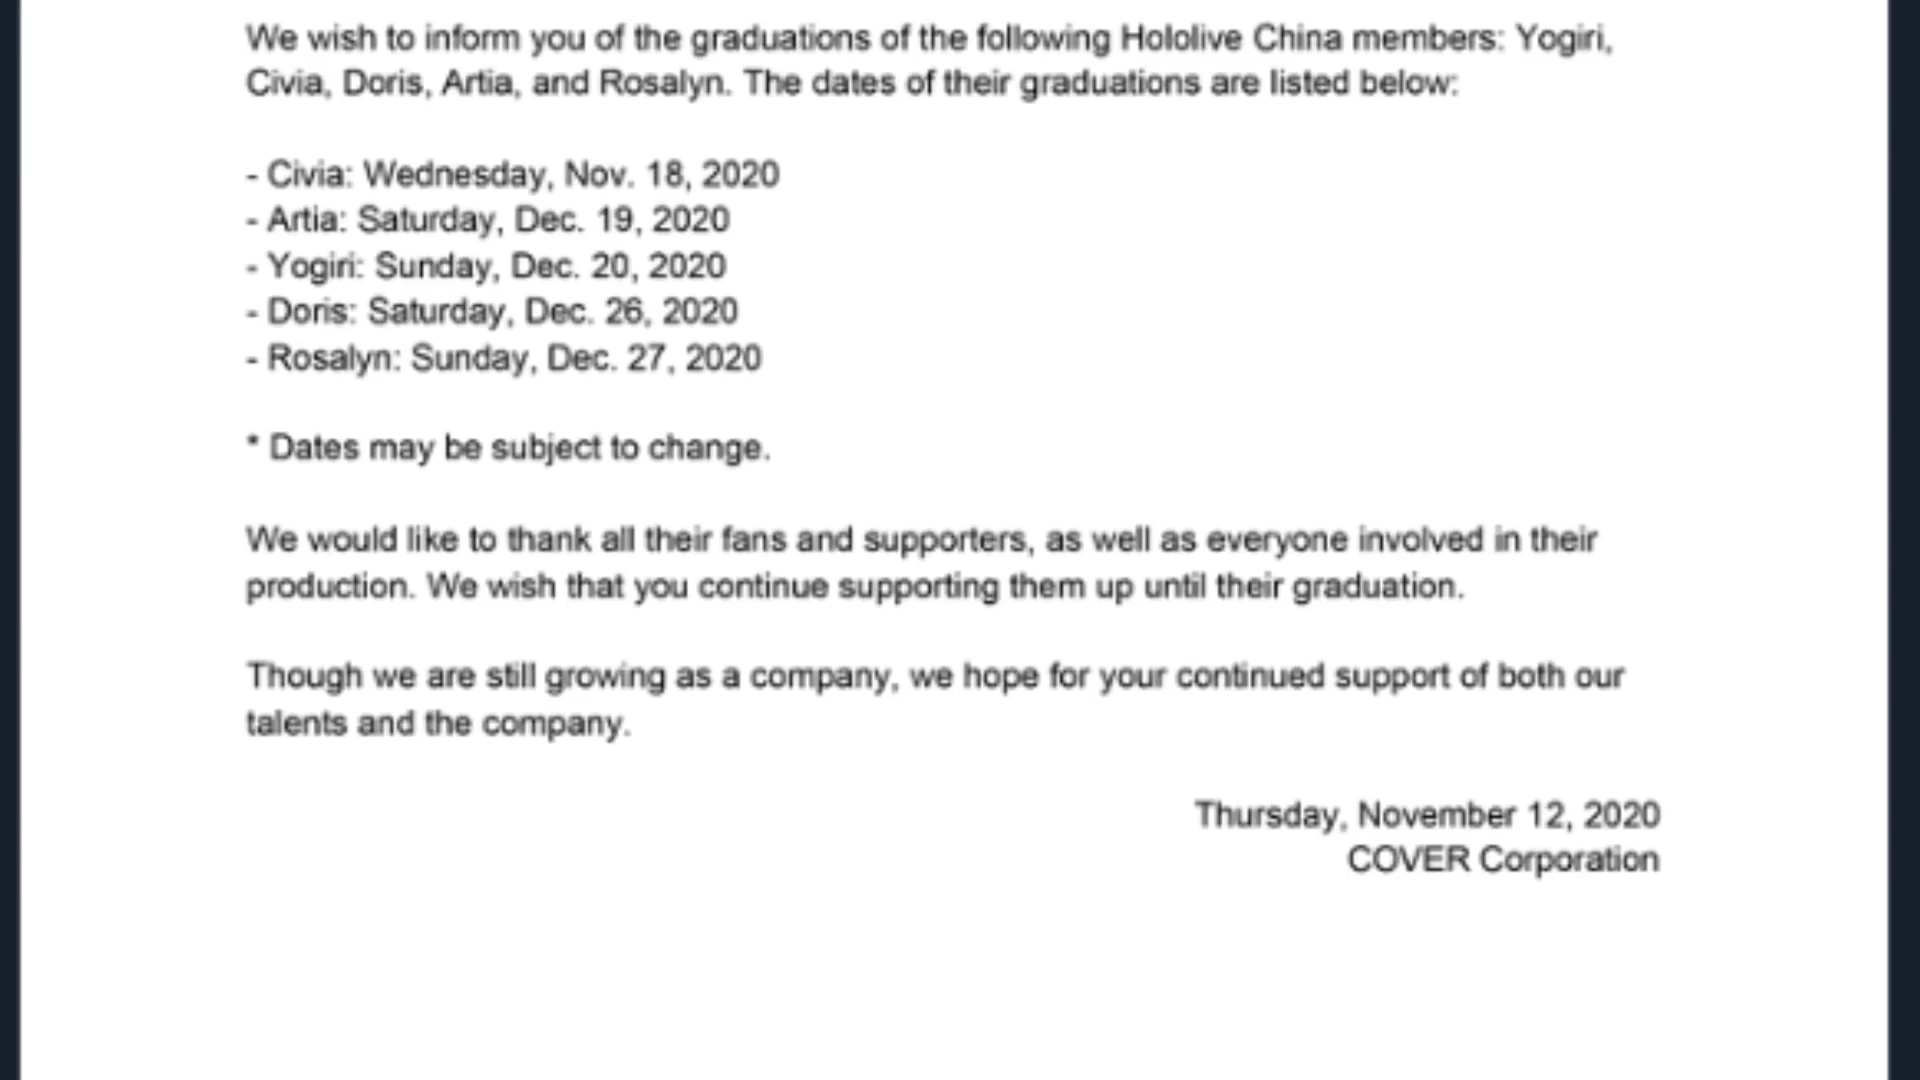 We wish to inform you of the graduations of the following Hololive China members: Yogiri,
Civia, Doris, Artia, and Rosalyn. The dates of their graduations are listed below:
- Civia: Wednesday, Nov. 18, 2020
- Artia: Saturday, Dec. 19, 2020
- Yogiri: Sunday, Dec. 20, 2020
- Doris: Saturday, Dec. 26, 2020
- Rosalyn: Sunday, Dec. 27, 2020
* Dates may be subject to change.
We would like to thank all their fans and supporters, as well as everyone involved in their
production. We wish that you continue supporting them up until their graduation.
Though we are still growing as a company, we hope for your continued support of both our
talents and the company.
Thursday, November 12, 2020
COVER Corporation